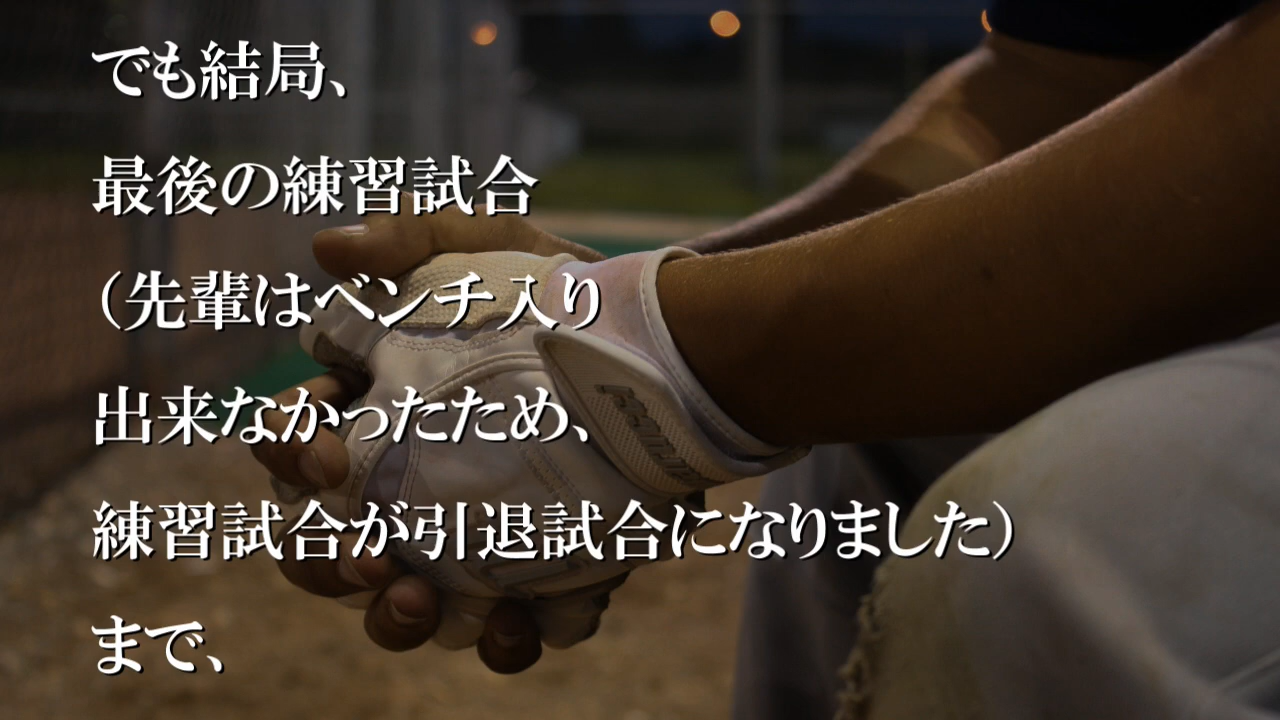 でも結局、
最後の練習試合
（先輩はベンチ入り
出来なかったため、
練習試合が引退試合になりました）
まで、